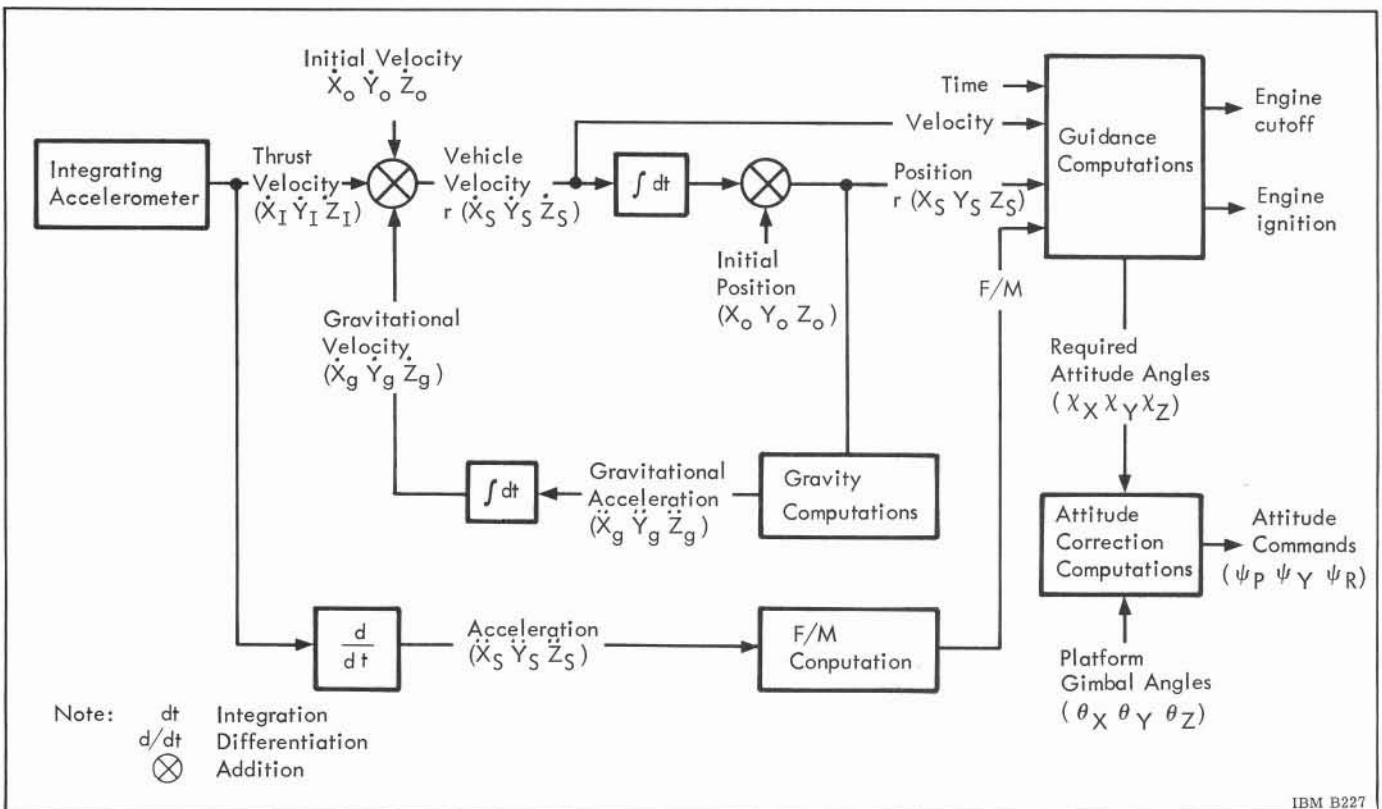 Initial Velocity
Ẋo Ẏo Żo
Integrating
Accelerometer
Thrust
Velocity
(ẊI ẎI ŻI)
Vehicle
Velocity
r (ẊS ẎS ŻS)
∫ dt
Initial
Position
(Xo Yo Zo)
Time
Velocity
Position
r (XS YS ZS)
F/M
Guidance
Computations
Engine
cutoff
Engine
ignition
Gravitational
Velocity
(Ẋg Ẏg Żg)
∫ dt
Gravitational
Acceleration
(Ẍg Ÿg Z̈g)
Gravity
Computations
Required
Attitude Angles
( χX χY χZ)
Attitude
Correction
Computations
Attitude
Commands
( ψP ψY ψR)
Platform
Gimbal Angles
( θX θY θZ)
d
dt
Acceleration
(ẌS ŸS Z̈S)
F/M
Conputation
Note: dt Integration
d/dt Differentiation
⊗ Addition
IBM B227